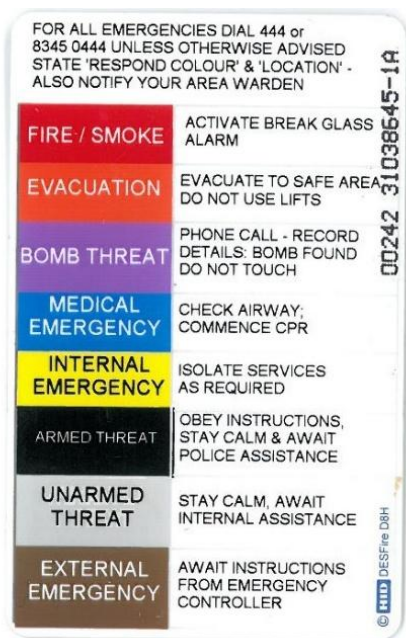 FOR ALL EMERGENCIES DIAL 444 or
8345 0444 UNLESS OTHERWISE ADVISED
STATE 'RESPOND COLOUR' & 'LOCATION' -
ALSO NOTIFY YOUR AREA WARDEN
FIRE / SMOKE
ACTIVATE BREAK GLASS
ALARM
EVACUATION
EVACUATE TO SAFE AREA
DO NOT USE LIFTS
BOMB THREAT
PHONE CALL - RECORD
DETAILS: BOMB FOUND
DO NOT TOUCH
MEDICAL
EMERGENCY
CHECK AIRWAY;
COMMENCE CPR
INTERNAL
EMERGENCY
ISOLATE SERVICES
AS REQUIRED
ARMED THREAT
OBEY INSTRUCTIONS,
STAY CALM & AWAIT
POLICE ASSISTANCE
UNARMED
THREAT
STAY CALM, AWAIT
INTERNAL ASSISTANCE
EXTERNAL
EMERGENCY
AWAIT INSTRUCTIONS
FROM EMERGENCY
CONTROLLER
00242 31038645-1A
© HID DESFire D8H